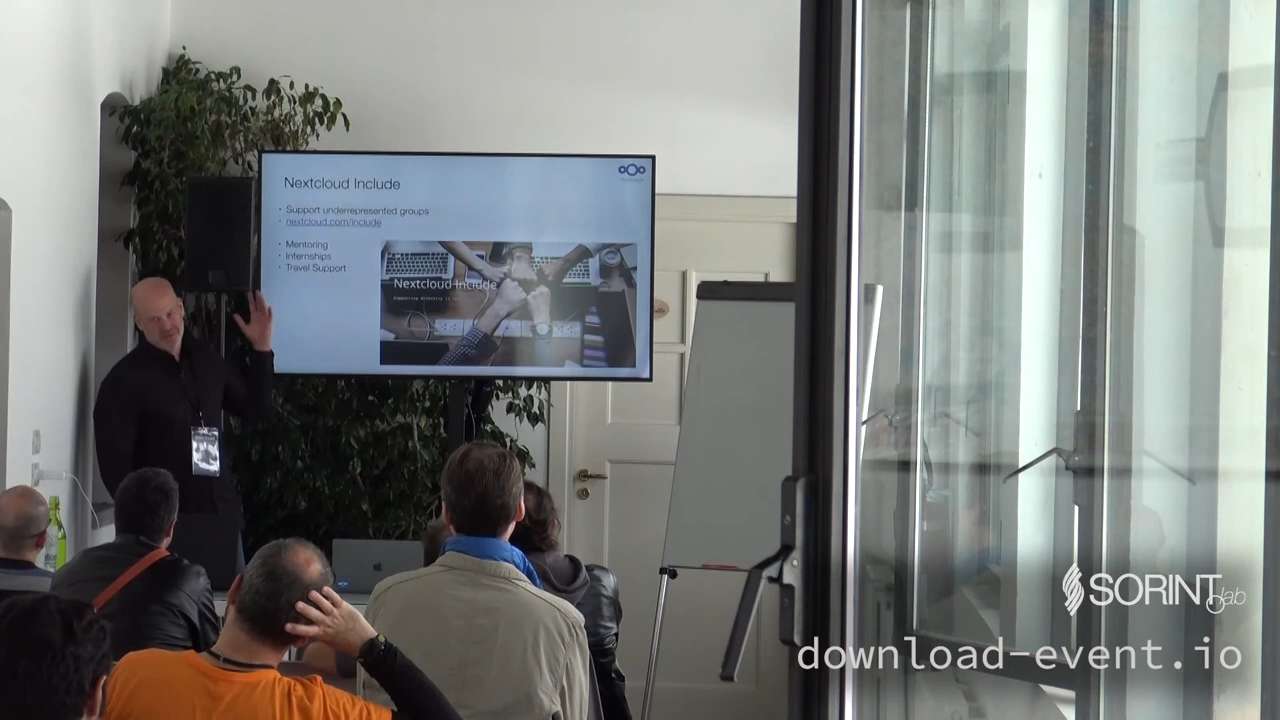 Nextcloud Include
• Support underrepresented groups
• nextcloud.com/include
• Mentoring
• Internships
• Travel Support
Nextcloud Include
SORINT
lab
download-event.io